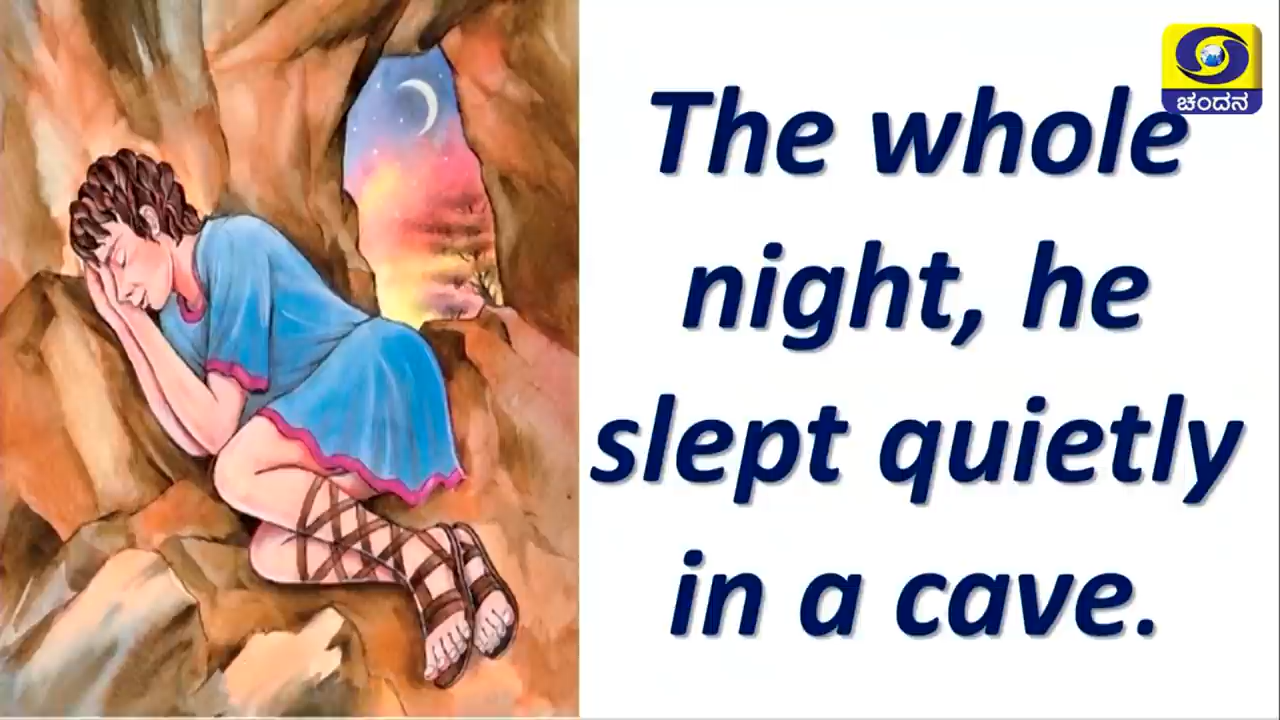 ಚಂದನ
The whole
night, he
slept quietly
in a cave.